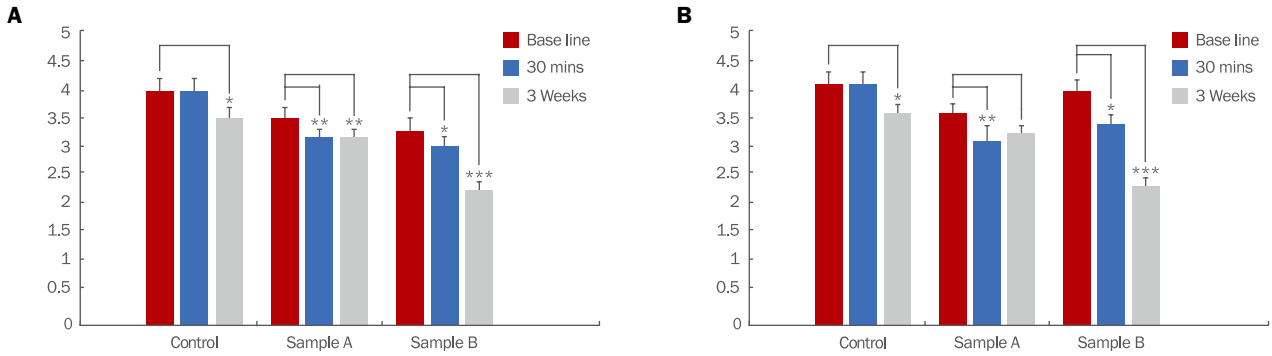 A
5
4.5
4
3.5
3
2.5
2
1.5
1
0.5
0
Base line
30 mins
3 Weeks
*
** **
*
***
Control
Sample A
Sample B
B
5
4.5
4
3.5
3
2.5
2
1.5
1
0.5
0
Base line
30 mins
3 Weeks
*
**
*
***
Control
Sample A
Sample B